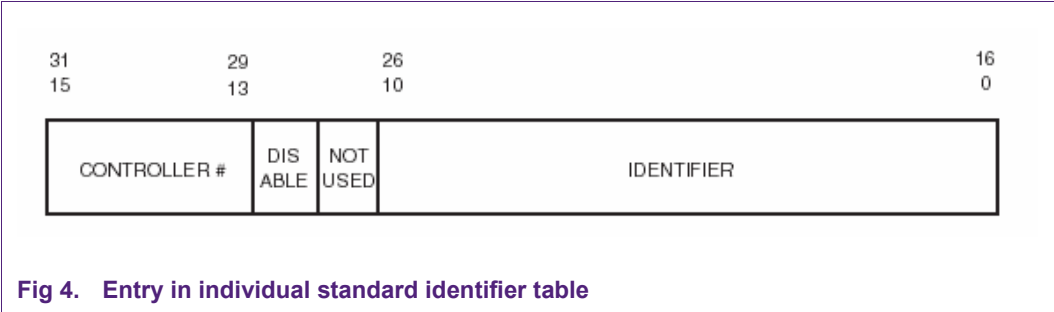 31 29 26 16
15 13 10 0
CONTROLLER # DIS ABLE NOT USED IDENTIFIER
Fig 4. Entry in individual standard identifier table